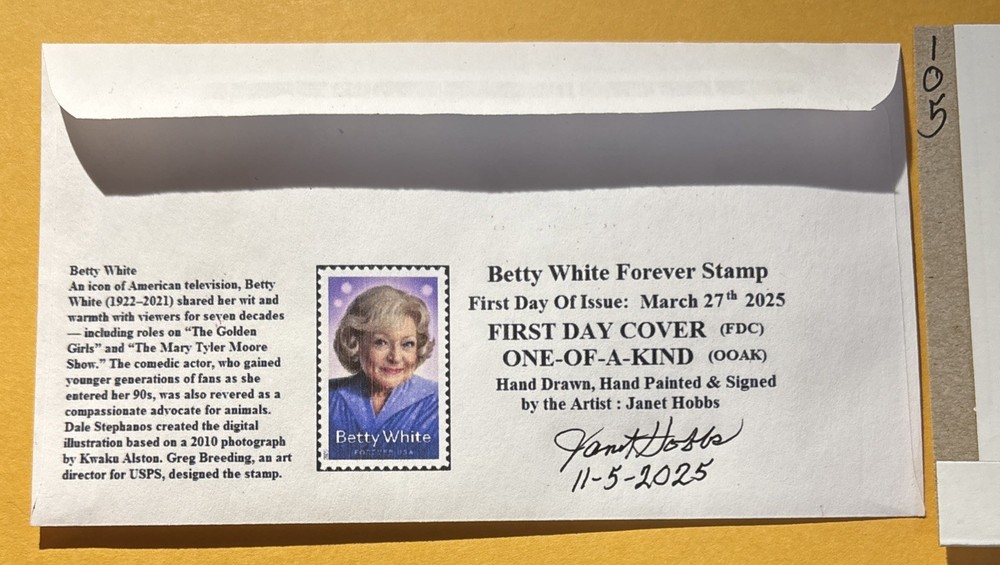 Betty White
An icon of American television, Betty
White (1922–2021) shared her wit and
warmth with viewers for seven decades
— including roles on “The Golden
Girls” and “The Mary Tyler Moore
Show.” The comedic actor, who gained
younger generations of fans as she
entered her 90s, was also revered as a
compassionate advocate for animals.
Dale Stephanos created the digital
illustration based on a 2010 photograph
by Kwaku Alston. Greg Breeding, an art
director for USPS, designed the stamp.
Betty White
FOREVER USA
Betty White Forever Stamp
First Day Of Issue: March 27th 2025
FIRST DAY COVER (FDC)
ONE-OF-A-KIND (OOAK)
Hand Drawn, Hand Painted & Signed
by the Artist : Janet Hobbs
Janet Hobbs
11-5-2025
-05